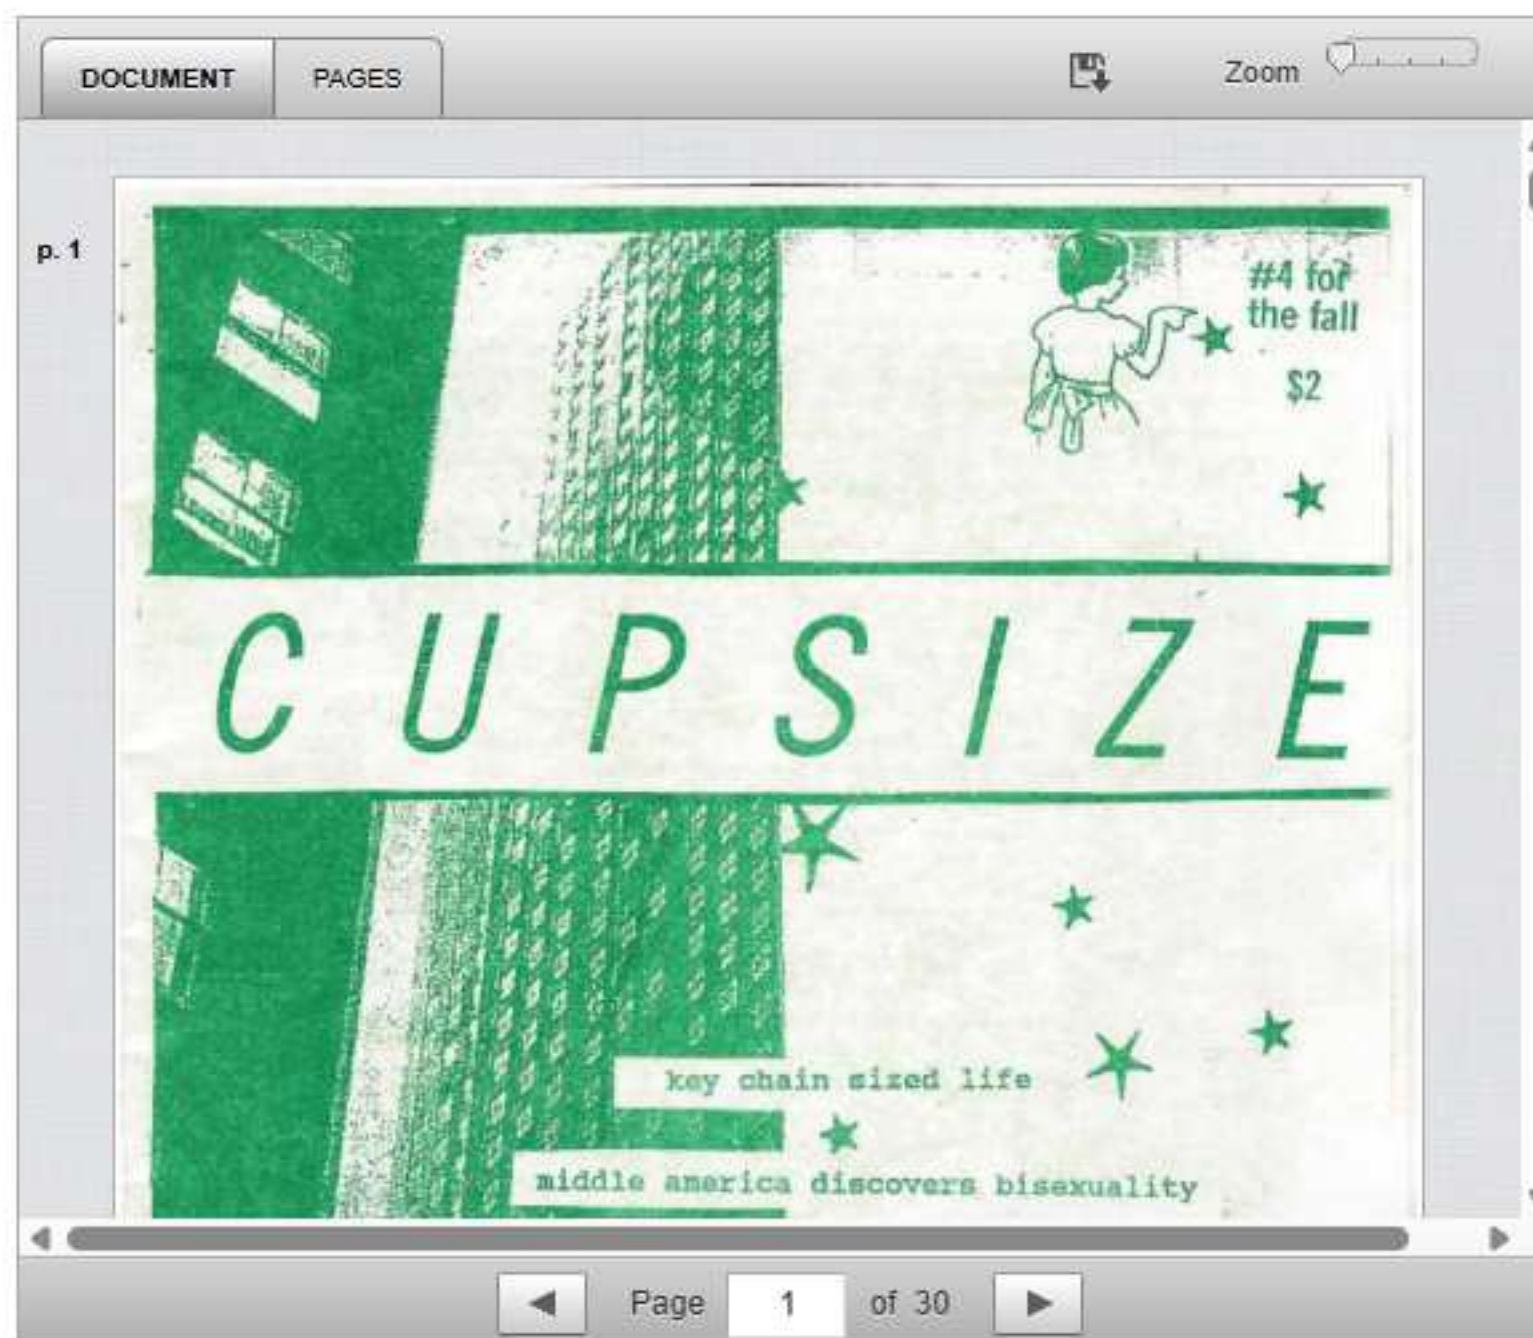 DOCUMENT PAGES Zoom
p. 1
#4 for
the fall
$2
CUPSIZE
key chain sized life
middle america discovers bisexuality
Page 1 of 30